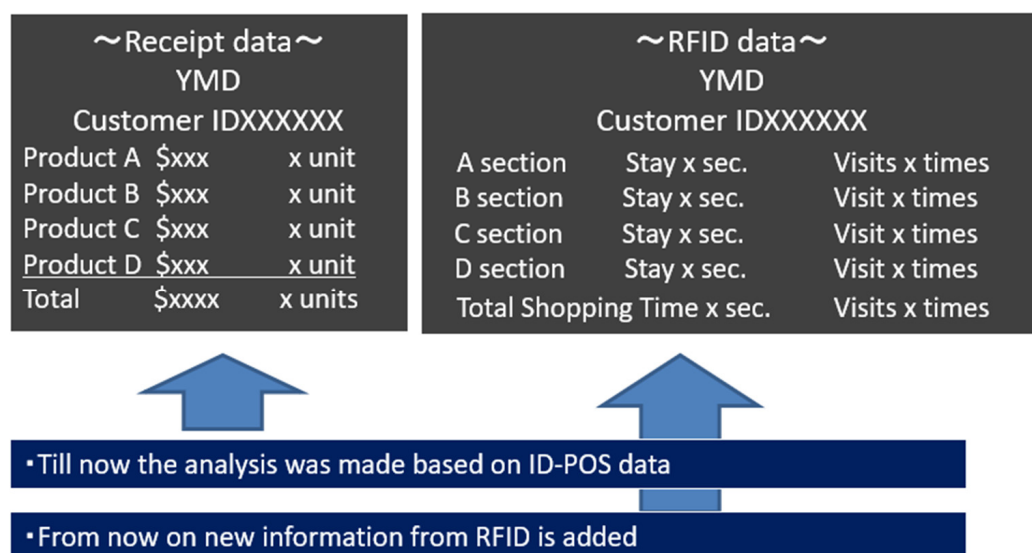 ～Receipt data～
YMD
Customer IDXXXXXX
Product A $xxx x unit
Product B $xxx x unit
Product C $xxx x unit
Product D $xxx x unit
Total $xxxx x units
～RFID data～
YMD
Customer IDXXXXXX
A section Stay x sec. Visits x times
B section Stay x sec. Visit x times
C section Stay x sec. Visit x times
D section Stay x sec. Visit x times
Total Shopping Time x sec. Visits x times
・Till now the analysis was made based on ID-POS data
・From now on new information from RFID is added